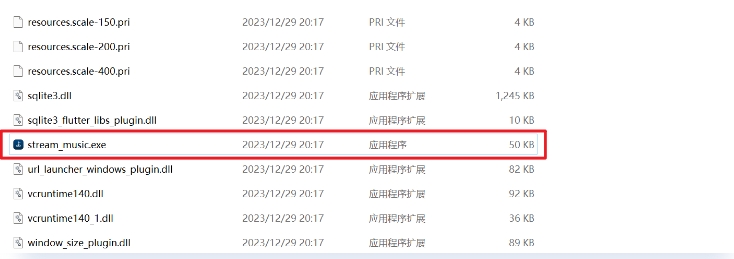 resources.scale-150.pri 2023/12/29 20:17 PRI 文件 4 KB
resources.scale-200.pri 2023/12/29 20:17 PRI 文件 4 KB
resources.scale-400.pri 2023/12/29 20:17 PRI 文件 4 KB
sqlite3.dll 2023/12/29 20:17 应用程序扩展 1,245 KB
sqlite3_flutter_libs_plugin.dll 2023/12/29 20:17 应用程序扩展 10 KB
stream_music.exe 2023/12/29 20:17 应用程序 50 KB
url_launcher_windows_plugin.dll 2023/12/29 20:17 应用程序扩展 82 KB
vcruntime140.dll 2023/12/29 20:17 应用程序扩展 92 KB
vcruntime140_1.dll 2023/12/29 20:17 应用程序扩展 36 KB
window_size_plugin.dll 2023/12/29 20:17 应用程序扩展 89 KB